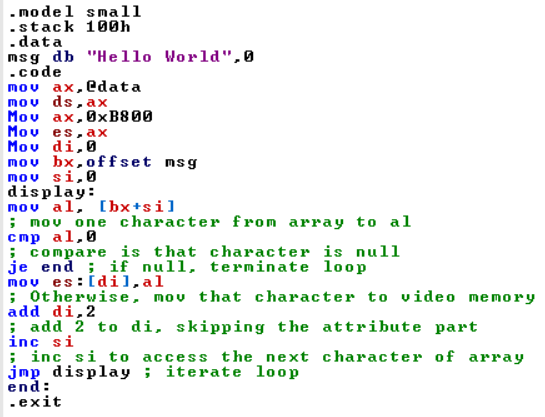 .model small
.stack 100h
.data
msg db "Hello World",0
.code
mov ax,@data
mov ds,ax
Mov ax,0xB800
Mov es,ax
Mov di,0
mov bx,offset msg
mov si,0
display:
mov al, [bx+si]
; mov one character from array to al
cmp al,0
; compare is that character is null
je end ; if null, terminate loop
mov es:[di],al
; Otherwise, mov that character to video memory
add di,2
; add 2 to di, skipping the attribute part
inc si
; inc si to access the next character of array
jmp display ; iterate loop
end:
.exit